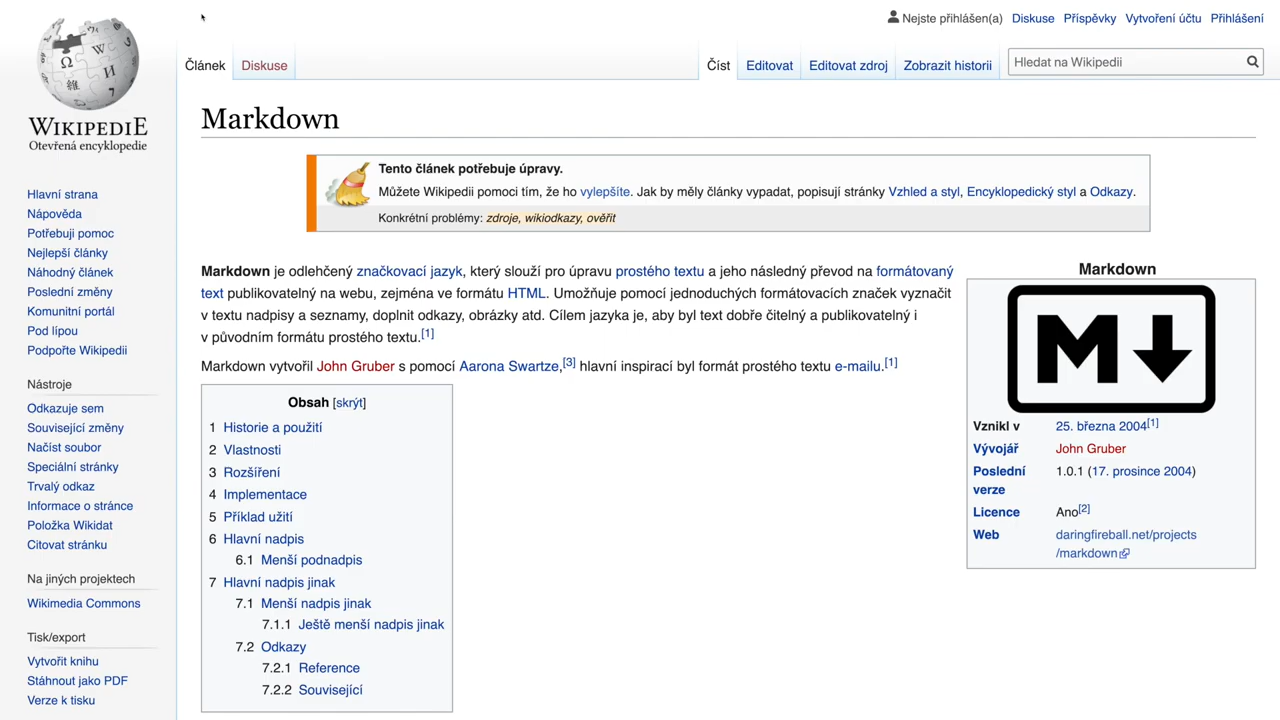 Nejste přihlášen(a) Diskuse Příspěvky Vytvoření účtu Přihlášení
Článek Diskuse Číst Editovat Editovat zdroj Zobrazit historii Hledat na Wikipedii
WIKIPEDIE
Otevřená encyklopedie
Hlavní strana
Nápověda
Potřebuji pomoc
Nejlepší články
Náhodný článek
Poslední změny
Komunitní portál
Pod lípou
Podpořte Wikipedii
Nástroje
Odkazuje sem
Související změny
Načíst soubor
Speciální stránky
Trvalý odkaz
Informace o stránce
Položka Wikidat
Citovat stránku
Na jiných projektech
Wikimedia Commons
Tisk/export
Vytvořit knihu
Stáhnout jako PDF
Verze k tisku
Markdown
Tento článek potřebuje úpravy.
Můžete Wikipedii pomoci tím, že ho vylepšíte. Jak by měly články vypadat, popisují stránky Vzhled a styl, Encyklopedický styl a Odkazy.
Konkrétní problémy: zdroje, wikiodkazy, ověřit
Markdown je odlehčený značkovací jazyk, který slouží pro úpravu prostého textu a jeho následný převod na formátovaný
text publikovatelný na webu, zejména ve formátu HTML. Umožňuje pomocí jednoduchých formátovacích značek vyznačit
v textu nadpisy a seznamy, doplnit odkazy, obrázky atd. Cílem jazyka je, aby byl text dobře čitelný a publikovatelný i
v původním formátu prostého textu.[1]
Markdown vytvořil John Gruber s pomocí Aarona Swartze,[3] hlavní inspirací byl formát prostého textu e-mailu.[1]
Obsah [skrýt]
1 Historie a použití
2 Vlastnosti
3 Rozšíření
4 Implementace
5 Příklad užití
6 Hlavní nadpis
6.1 Menší podnadpis
7 Hlavní nadpis jinak
7.1 Menší nadpis jinak
7.1.1 Ještě menší nadpis jinak
7.2 Odkazy
7.2.1 Reference
7.2.2 Související
Markdown
M
Vznikl v 25. března 2004[1]
Vývojář John Gruber
Poslední 1.0.1 (17. prosince 2004)
verze
Licence Ano[2]
Web daringfireball.net/projects
/markdown